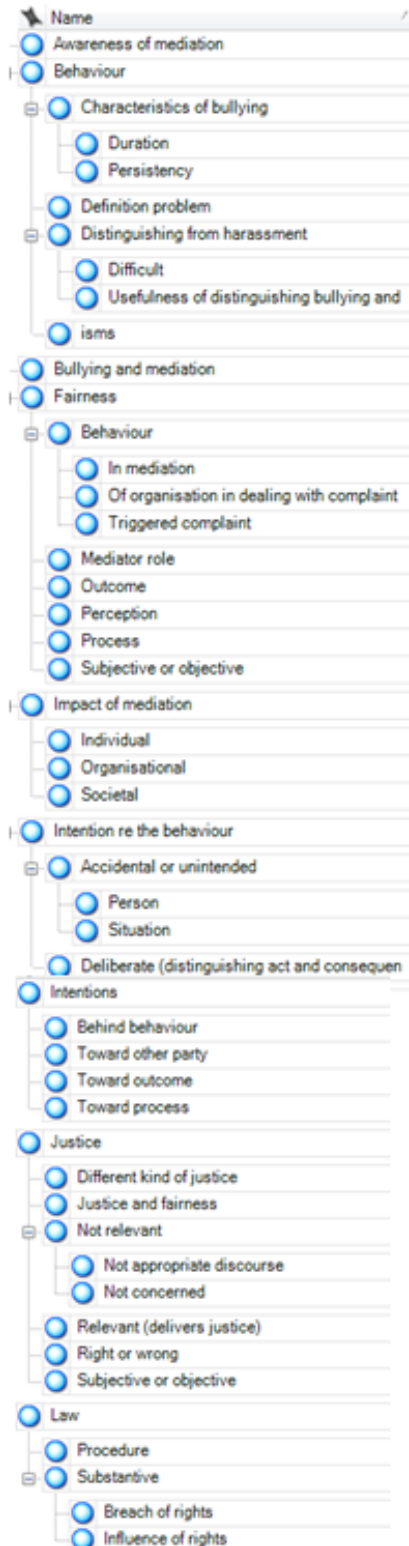 Name
Awareness of mediation
Behaviour
Characteristics of bullying
Duration
Persistency
Definition problem
Distinguishing from harassment
Difficult
Usefulness of distinguishing bullying and
isms
Bullying and mediation
Fairness
Behaviour
In mediation
Of organisation in dealing with complaint
Triggered complaint
Mediator role
Outcome
Perception
Process
Subjective or objective
Impact of mediation
Individual
Organisational
Societal
Intention re the behaviour
Accidental or unintended
Person
Situation
Deliberate (distinguishing act and consequen
Intentions
Behind behaviour
Toward other party
Toward outcome
Toward process
Justice
Different kind of justice
Justice and fairness
Not relevant
Not appropriate discourse
Not concerned
Relevant (delivers justice)
Right or wrong
Subjective or objective
Law
Procedure
Substantive
Breach of rights
Influence of rights